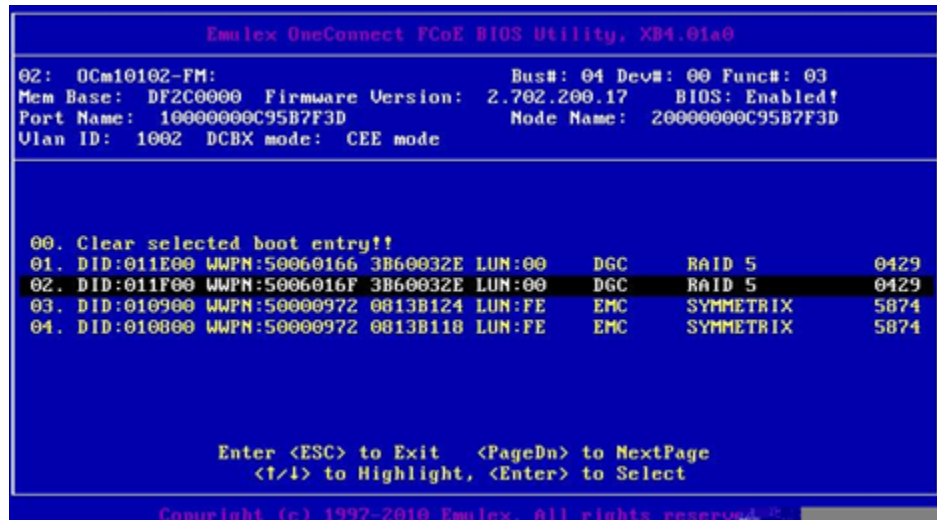 Emulex OneConnect FCoE BIOS Utility, XB4.01a0
02: OCm10102-FM: Bus#: 04 Dev#: 00 Func#: 03
Mem Base: DF2C0000 Firmware Version: 2.702.200.17 BIOS: Enabled!
Port Name: 10000000C95B7F3D Node Name: 20000000C95B7F3D
Vlan ID: 1002 DCBX mode: CEE mode
00. Clear selected boot entry!!
01. DID:011E00 WWPN:50060166 3B60032E LUN:00 DGC RAID 5 0429
02. DID:011F00 WWPN:5006016F 3B60032E LUN:00 DGC RAID 5 0429
03. DID:010900 WWPN:50000972 0813B124 LUN:FE EMC SYMMETRIX 5874
04. DID:010800 WWPN:50000972 0813B118 LUN:FE EMC SYMMETRIX 5874
Enter <ESC> to Exit <PageDn> to NextPage
<↑/↓> to Highlight, <Enter> to Select
Copyright (c) 1997-2010 Emulex. All rights reserved